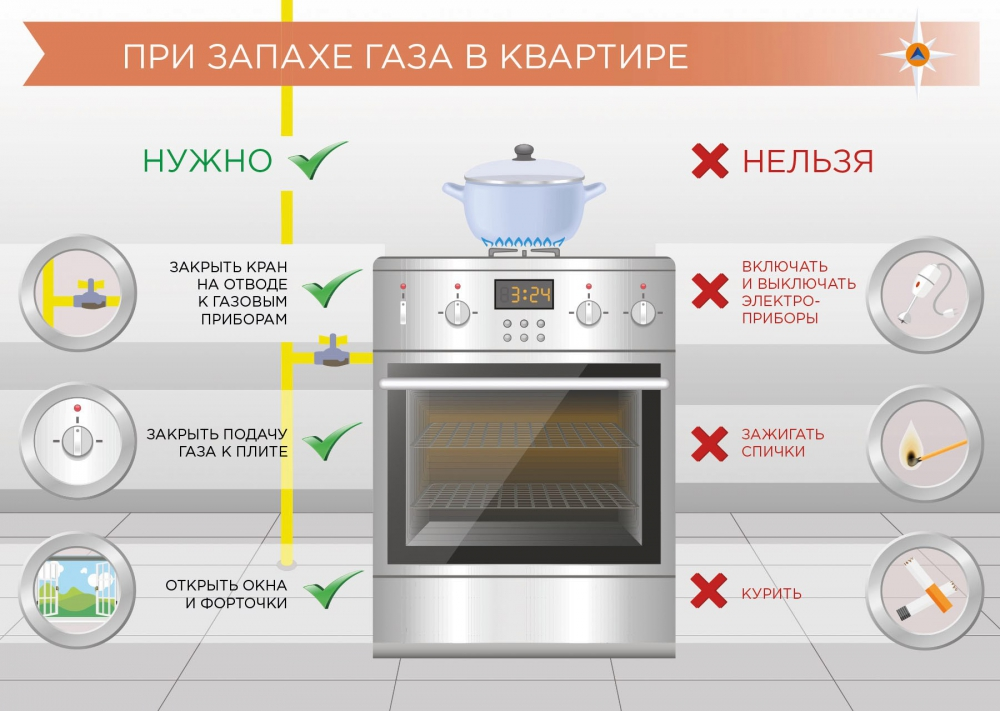 ПРИ ЗАПАХЕ ГАЗА В КВАРТИРЕ
НУЖНО
ЗАКРЫТЬ КРАН
НА ОТВОДЕ
К ГАЗОВЫМ
ПРИБОРАМ
ЗАКРЫТЬ ПОДАЧУ
ГАЗА К ПЛИТЕ
ОТКРЫТЬ ОКНА
И ФОРТОЧКИ
3:24
НЕЛЬЗЯ
ВКЛЮЧАТЬ
И ВЫКЛЮЧАТЬ
ЭЛЕКТРО-
ПРИБОРЫ
ЗАЖИГАТЬ
СПИЧКИ
КУРИТЬ